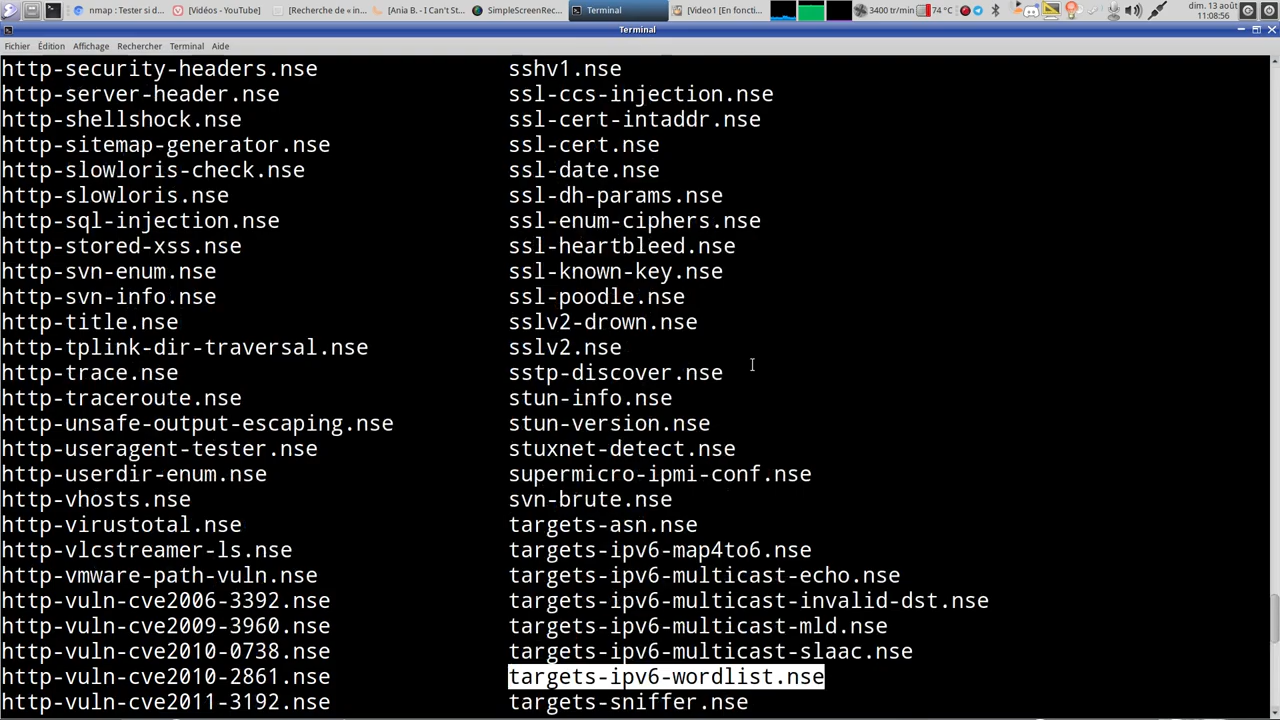 nmap : Tester si d...
[Vidéos - YouTube]
[Recherche de « in...
[Ania B. - I Can't St...
SimpleScreenRec...
Terminal
[Video1 [En foncti...
3400 tr/min
74 °C
dim. 13 août
11:08:56
Terminal
Fichier Édition Affichage Rechercher Terminal Aide
http-security-headers.nse sshv1.nse
http-server-header.nse ssl-ccs-injection.nse
http-shellshock.nse ssl-cert-intaddr.nse
http-sitemap-generator.nse ssl-cert.nse
http-slowloris-check.nse ssl-date.nse
http-slowloris.nse ssl-dh-params.nse
http-sql-injection.nse ssl-enum-ciphers.nse
http-stored-xss.nse ssl-heartbleed.nse
http-svn-enum.nse ssl-known-key.nse
http-svn-info.nse ssl-poodle.nse
http-title.nse sslv2-drown.nse
http-tplink-dir-traversal.nse sslv2.nse
http-trace.nse sstp-discover.nse
http-traceroute.nse stun-info.nse
http-unsafe-output-escaping.nse stun-version.nse
http-useragent-tester.nse stuxnet-detect.nse
http-userdir-enum.nse supermicro-ipmi-conf.nse
http-vhosts.nse svn-brute.nse
http-virustotal.nse targets-asn.nse
http-vlcstreamer-ls.nse targets-ipv6-map4to6.nse
http-vmware-path-vuln.nse targets-ipv6-multicast-echo.nse
http-vuln-cve2006-3392.nse targets-ipv6-multicast-invalid-dst.nse
http-vuln-cve2009-3960.nse targets-ipv6-multicast-mld.nse
http-vuln-cve2010-0738.nse targets-ipv6-multicast-slaac.nse
http-vuln-cve2010-2861.nse targets-ipv6-wordlist.nse
http-vuln-cve2011-3192.nse targets-sniffer.nse